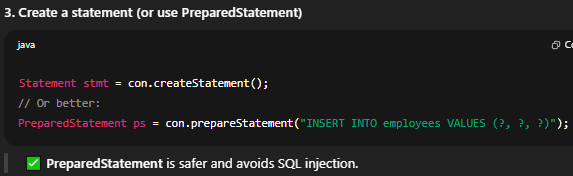 3. Create a statement (or use PreparedStatement)
java
Co
Statement stmt = con.createStatement();
// Or better:
PreparedStatement ps = con.prepareStatement("INSERT INTO employees VALUES (?, ?, ?)");
✅ PreparedStatement is safer and avoids SQL injection.